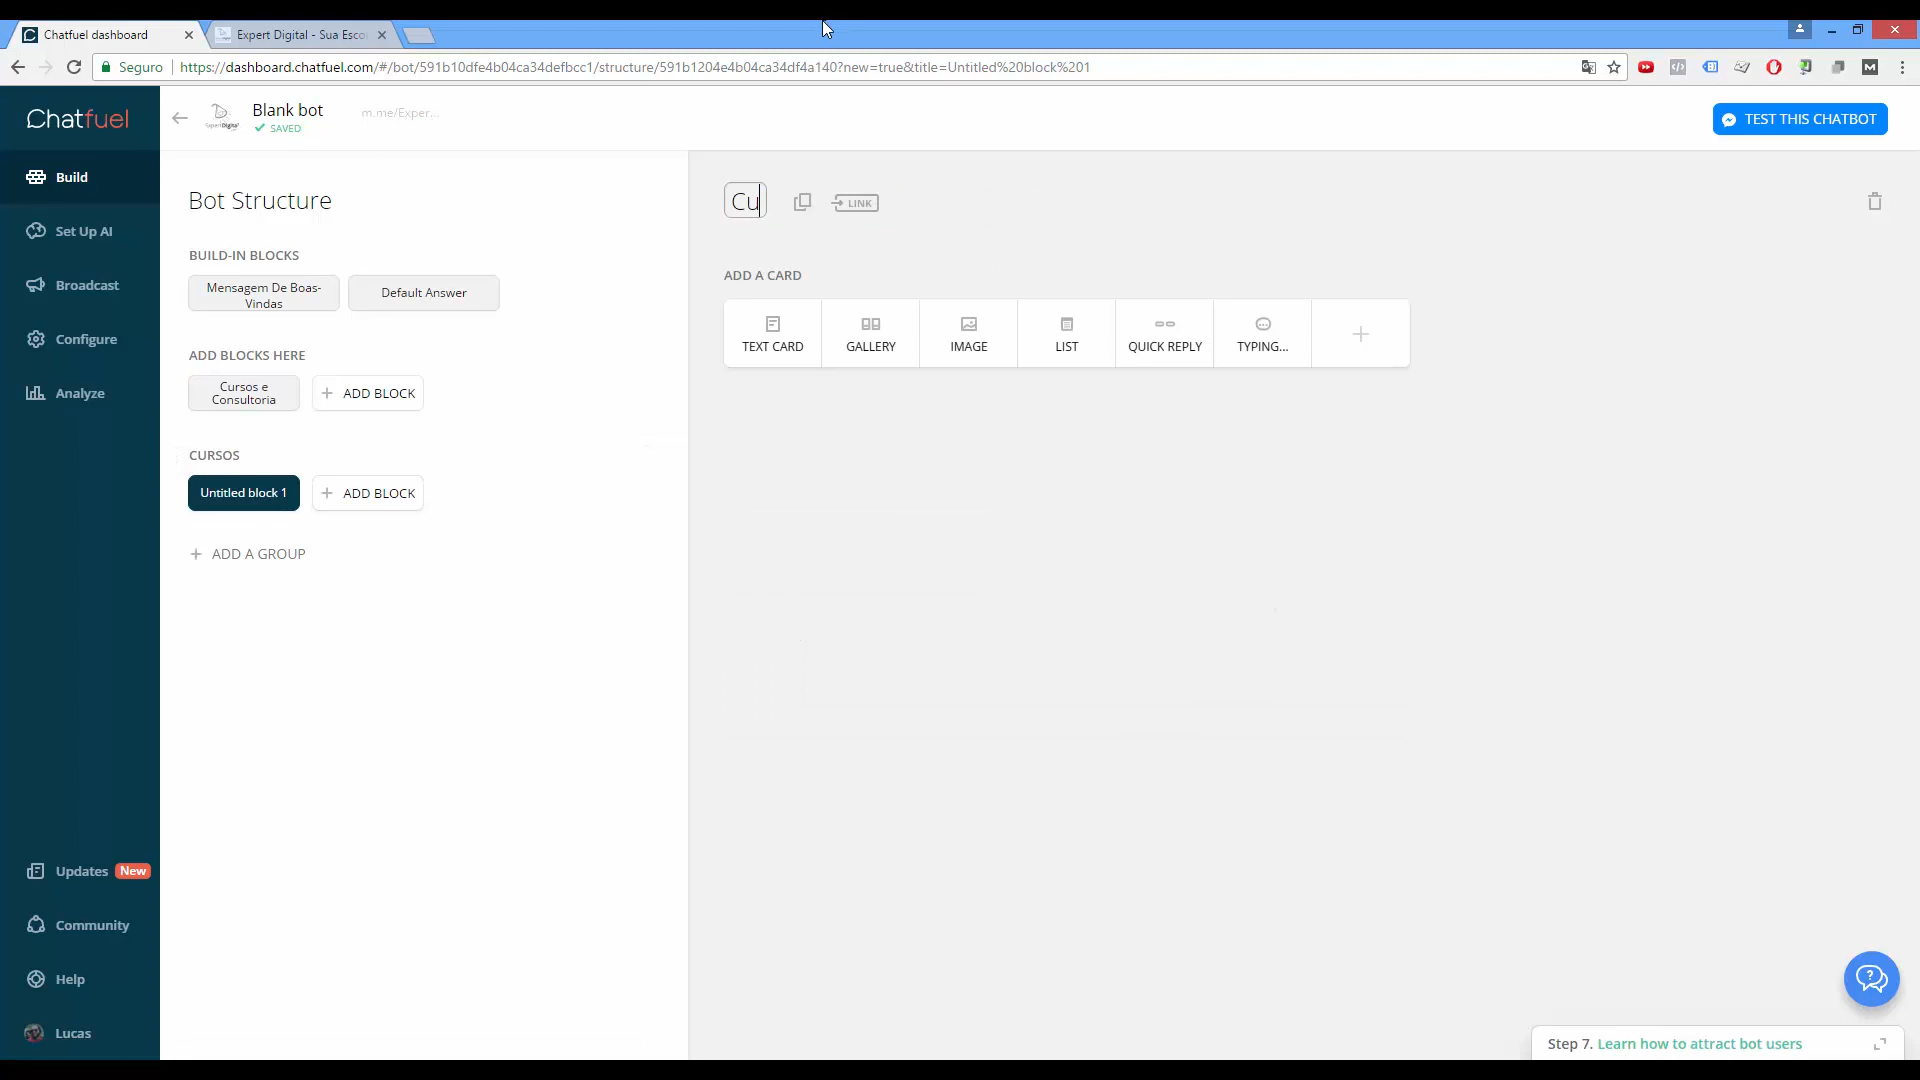 Chatfuel dashboard
Expert Digital - Sua Esco
Seguro
https://dashboard.chatfuel.com/#/bot/591b10dfe4b04ca34defbcc1/structure/591b1204e4b04ca34df4a140?new=true&title=Untitled%20block%201
Chatfuel
Blank bot
SAVED
m.me/Exper...
TEST THIS CHATBOT
Build
Set Up AI
Broadcast
Configure
Analyze
Updates New
Community
Help
Lucas
Bot Structure
BUILD-IN BLOCKS
Mensagem De Boas-
Vindas
Default Answer
ADD BLOCKS HERE
Cursos e
Consultoria
+ ADD BLOCK
CURSOS
Untitled block 1
+ ADD BLOCK
+ ADD A GROUP
Cu
LINK
ADD A CARD
TEXT CARD
GALLERY
IMAGE
LIST
QUICK REPLY
TYPING...
Step 7. Learn how to attract bot users